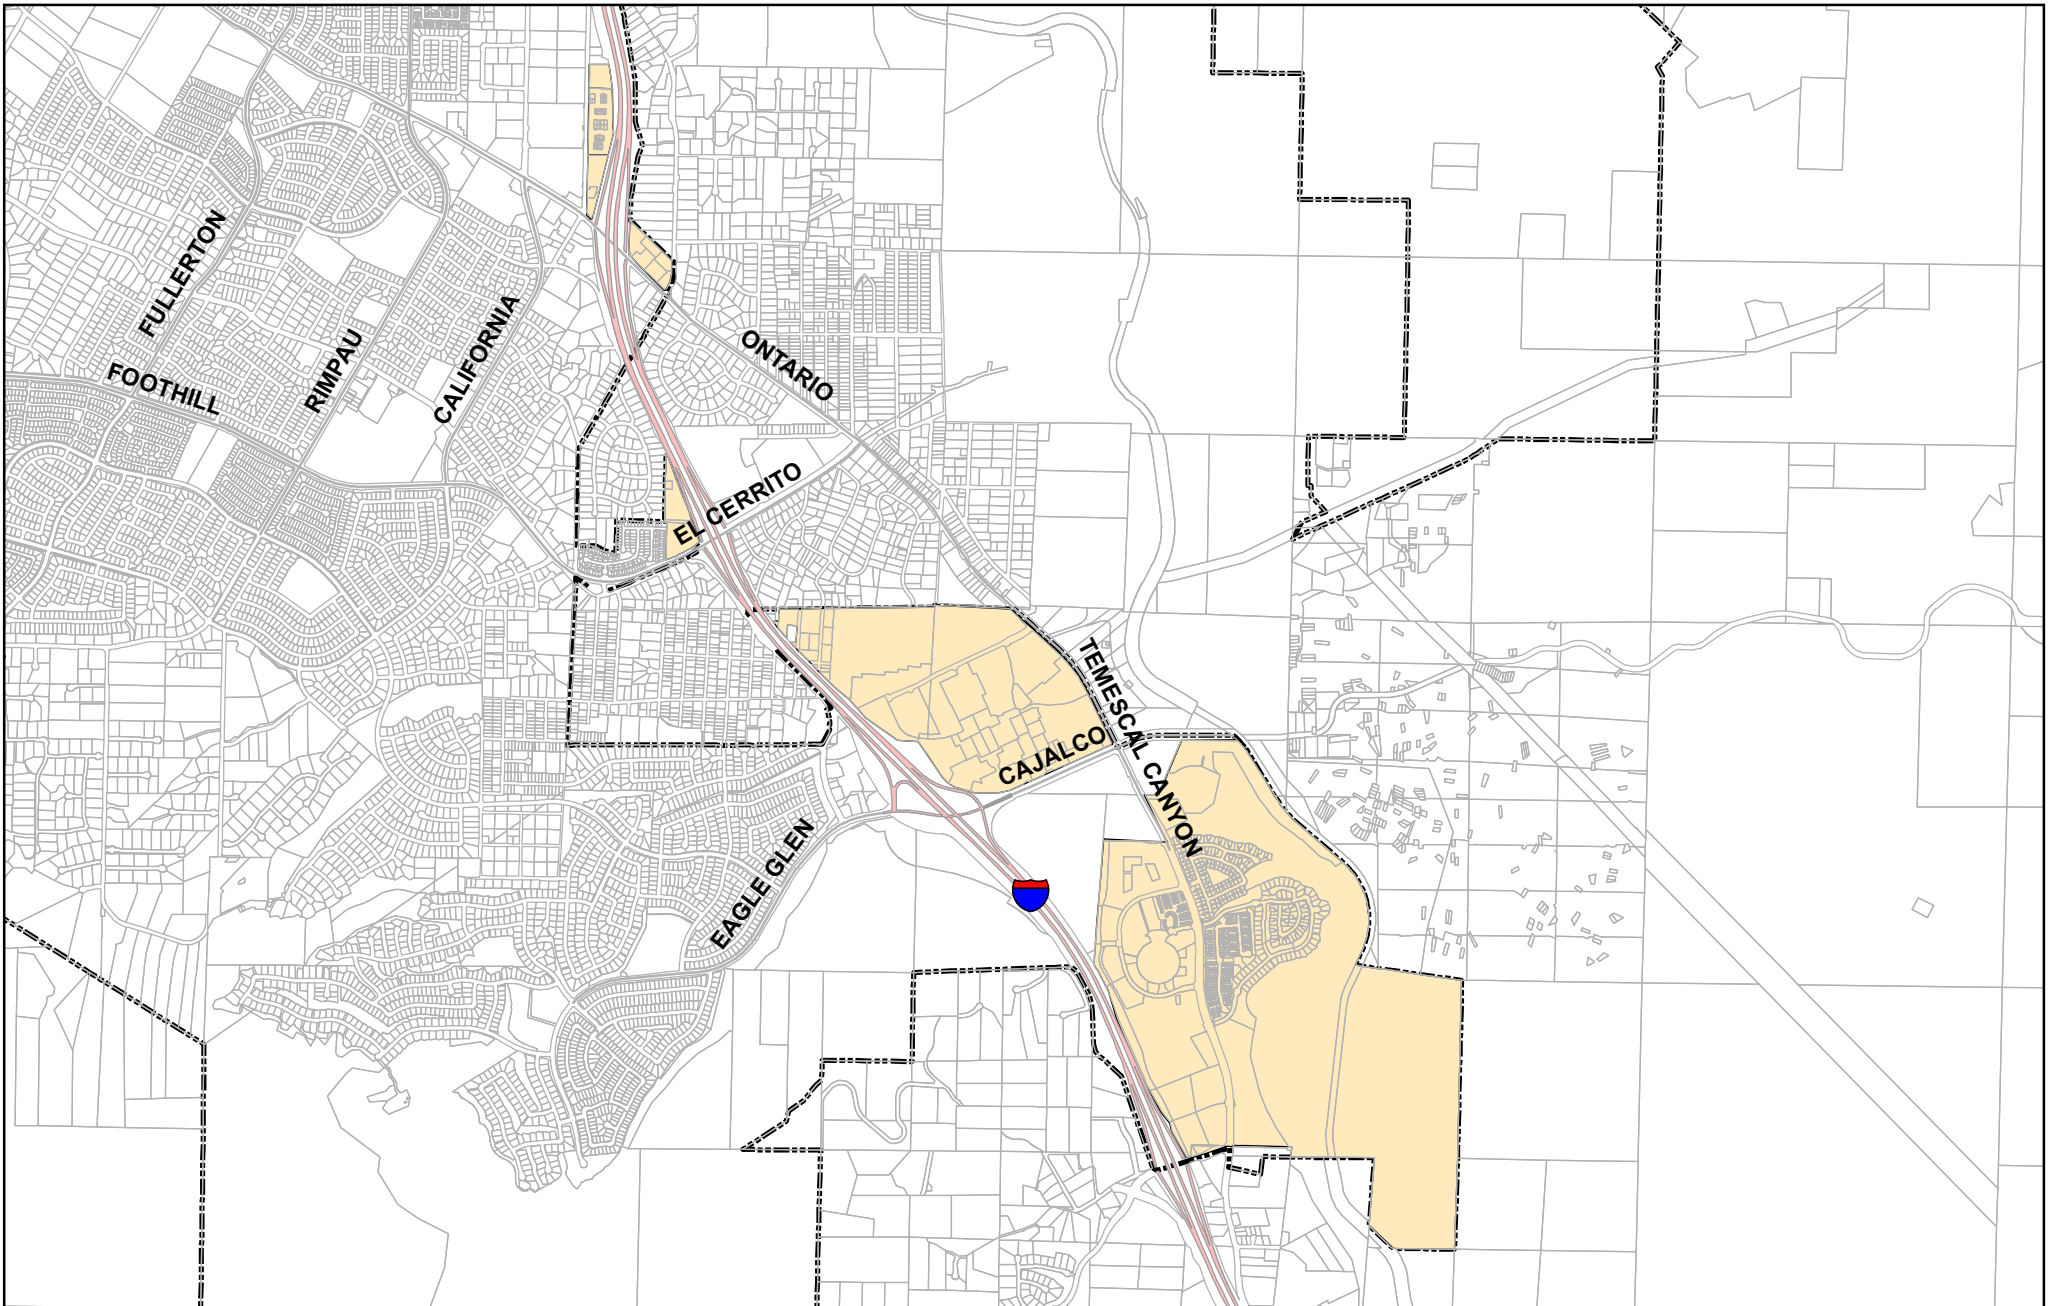 FULLERTON
RIMPAU
CALIFORNIA
FOOTHILL
ONTARIO
EL CERRITO
TEMESCAL CANYON
CAJALCO
EAGLE GLEN